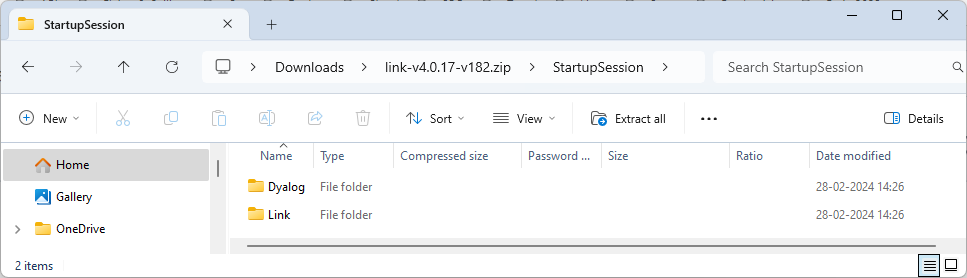 StartupSession
Downloads link-v4.0.17-v182.zip StartupSession Search StartupSession
New Sort View Extract all Details
Name Type Compressed size Password ... Size Ratio Date modified
Home
Gallery
OneDrive
Dyalog File folder 28-02-2024 14:26
Link File folder 28-02-2024 14:26
2 items